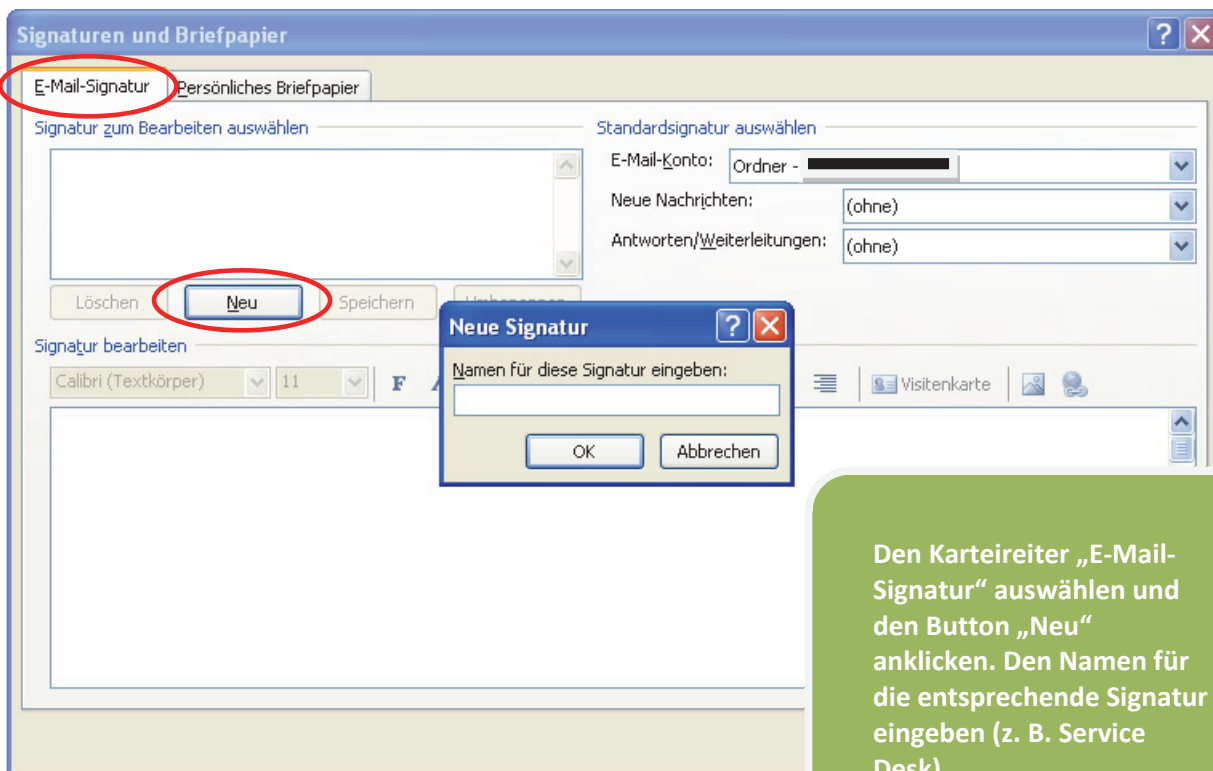 Signaturen und Briefpapier
E-Mail-Signatur Persönliches Briefpapier
Signatur zum Bearbeiten auswählen
Standardsignatur auswählen
E-Mail-Konto: Ordner -
Neue Nachrichten: (ohne)
Antworten/Weiterleitungen: (ohne)
Löschen Neu Speichern
Neue Signatur
Namen für diese Signatur eingeben:
OK Abbrechen
Signatur bearbeiten
Calibri (Textkörper) 11 F Visitenkarte
Den Karteireiter „E-Mail-
Signatur“ auswählen und
den Button „Neu“
anklicken. Den Namen für
die entsprechende Signatur
eingeben (z. B. Service
Desk)